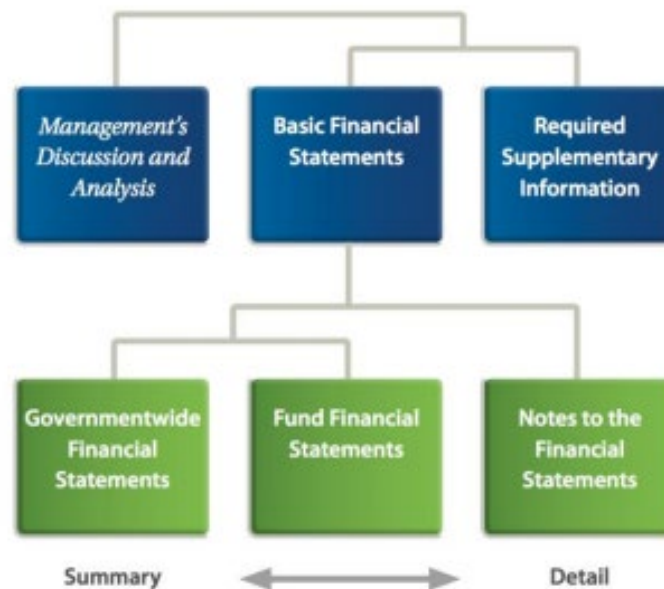 Management's
Discussion and
Analysis
Basic Financial
Statements
Required
Supplementary
Information
Governmentwide
Financial
Statements
Fund Financial
Statements
Notes to the
Financial
Statements
Summary
Detail